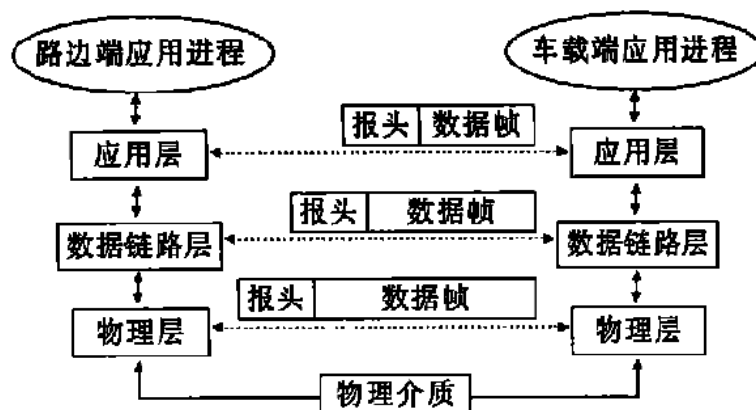 路边端应用进程
车载端应用进程
报头 数据帧
应用层
应用层
报头 数据帧
数据链路层
数据链路层
报头 数据帧
物理层
物理层
物理介质